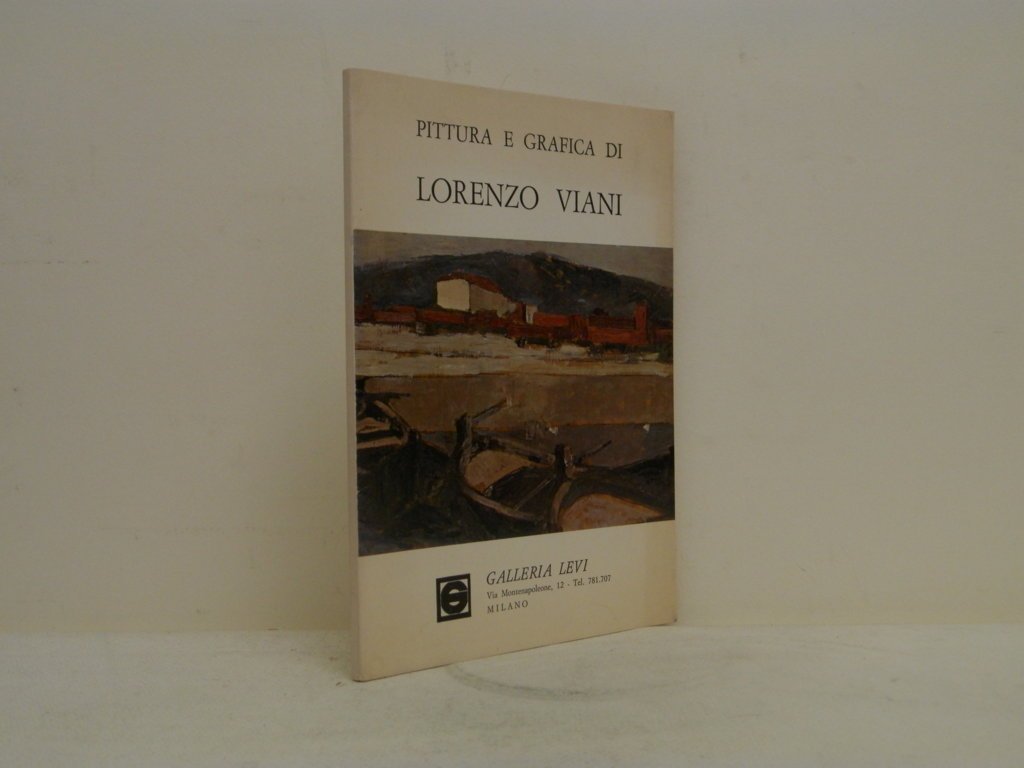 PITTURA E GRAFICA DI
LORENZO VIANI
GALLERIA LEVI
Via Montenapoleone, 12 - Tel. 781.707
MILANO